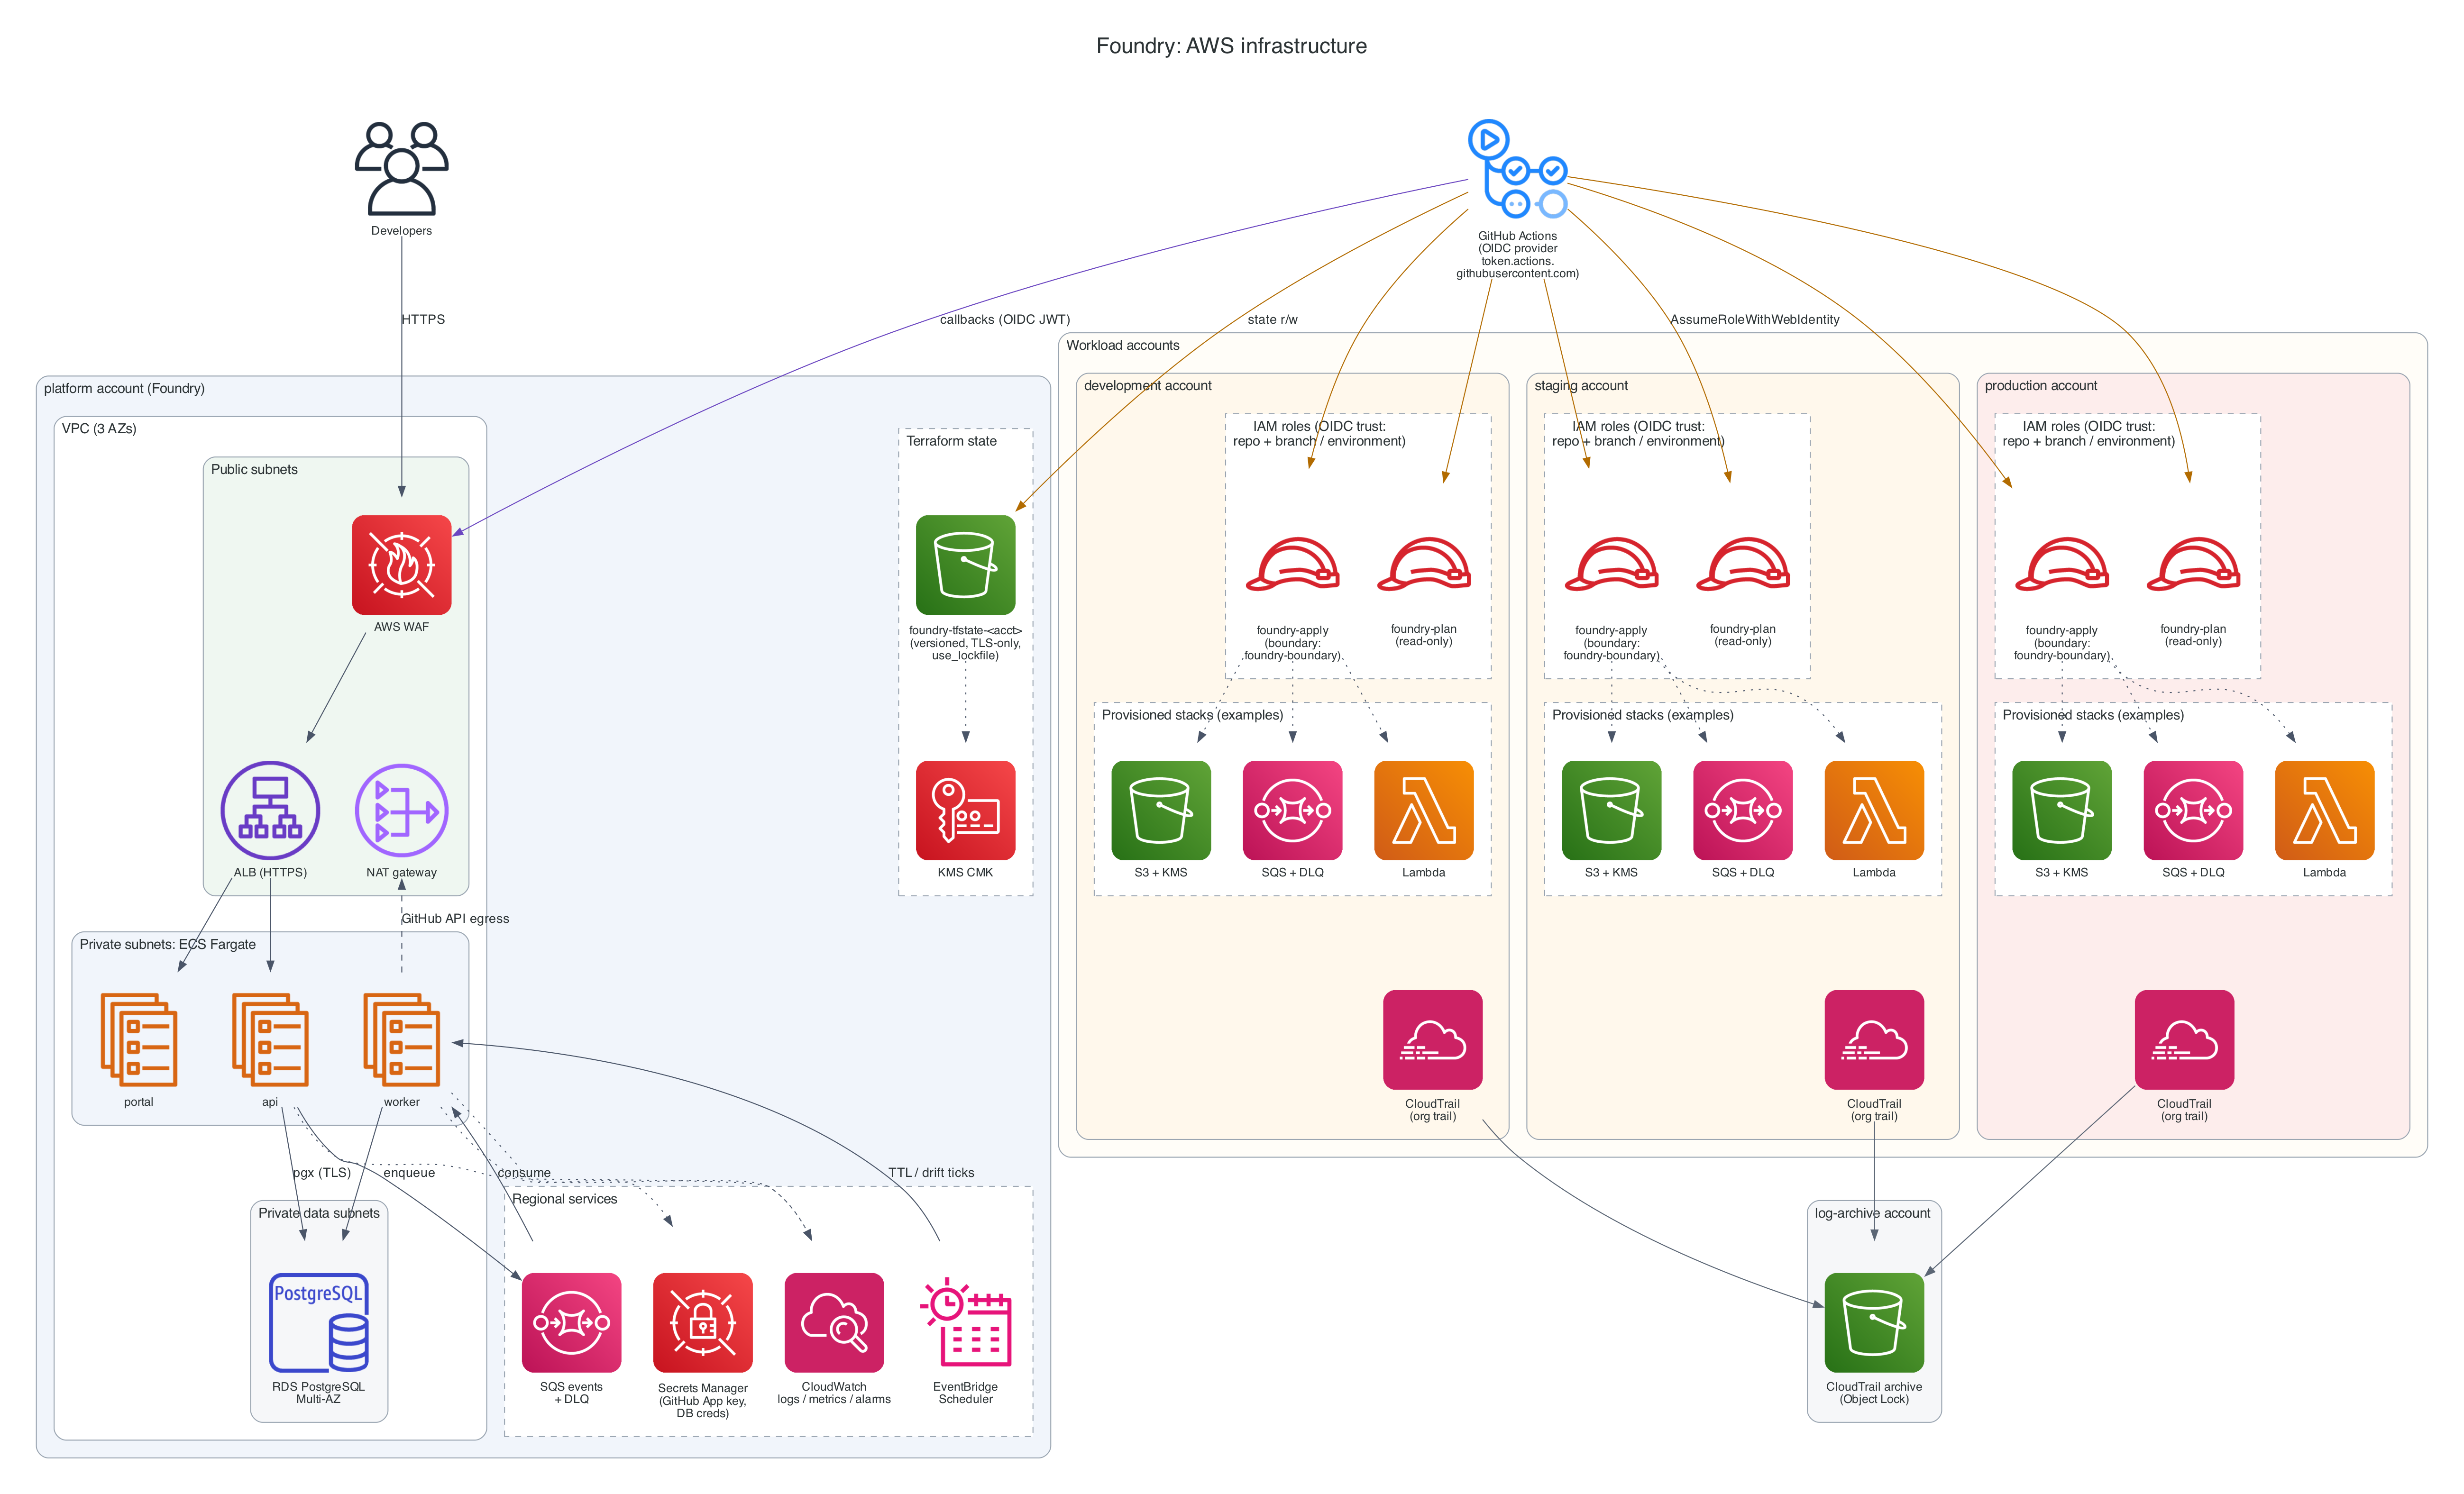 Foundry: AWS infrastructure
Developers
GitHub Actions
(OIDC provider
token.actions.
githubusercontent.com)
HTTPS
callbacks (OIDC JWT)
state r/w
AssumeRoleWithWebIdentity
platform account (Foundry)
VPC (3 AZs)
Public subnets
AWS WAF
ALB (HTTPS)
NAT gateway
GitHub API egress
Private subnets: ECS Fargate
portal
api
worker
pgx (TLS)
enqueue
consume
TTL / drift ticks
Private data subnets
PostgreSQL
RDS PostgreSQL
Multi-AZ
Regional services
SQS events
+ DLQ
Secrets Manager
(GitHub App key,
DB creds)
CloudWatch
logs / metrics / alarms
EventBridge
Scheduler
Terraform state
foundry-tfstate-<acct>
(versioned, TLS-only,
use_lockfile)
KMS CMK
Workload accounts
development account
IAM roles (OIDC trust:
repo + branch / environment)
foundry-apply
(boundary:
foundry-boundary)
foundry-plan
(read-only)
Provisioned stacks (examples)
S3 + KMS
SQS + DLQ
Lambda
CloudTrail
(org trail)
staging account
IAM roles (OIDC trust:
repo + branch / environment)
foundry-apply
(boundary:
foundry-boundary)
foundry-plan
(read-only)
Provisioned stacks (examples)
S3 + KMS
SQS + DLQ
Lambda
CloudTrail
(org trail)
production account
IAM roles (OIDC trust:
repo + branch / environment)
foundry-apply
(boundary:
foundry-boundary)
foundry-plan
(read-only)
Provisioned stacks (examples)
S3 + KMS
SQS + DLQ
Lambda
CloudTrail
(org trail)
log-archive account
CloudTrail archive
(Object Lock)